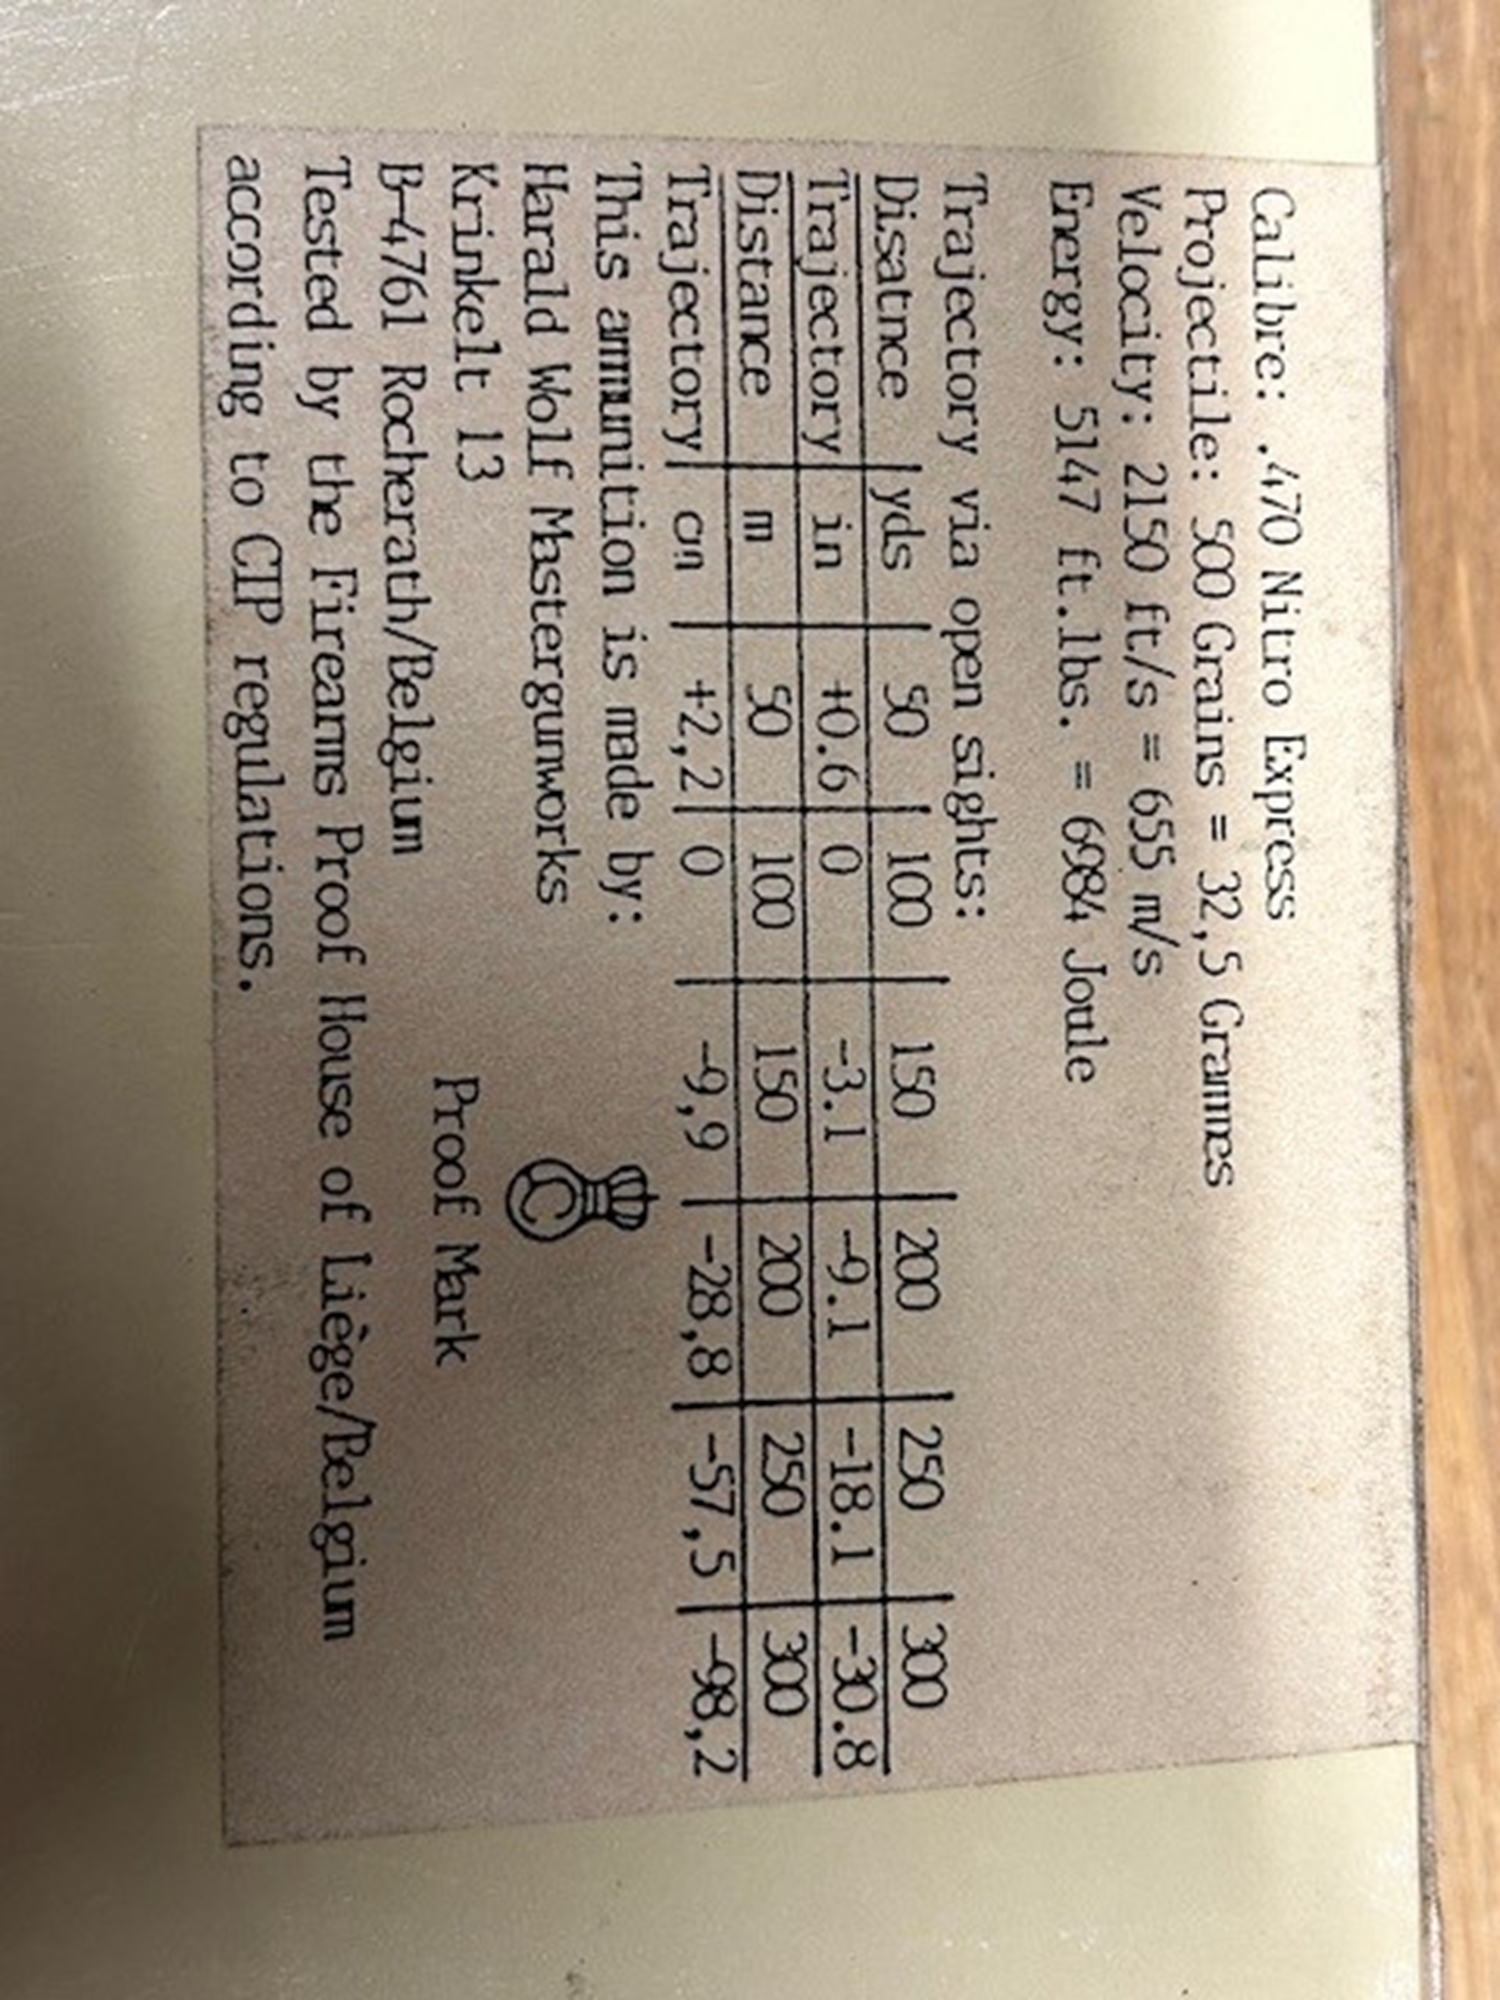 Calibre: .470 Nitro Express
Projectile: 500 Grains = 32,5 Grammes
Velocity: 2150 ft/s = 655 m/s
Energy: 5147 ft.lbs. = 6984 Joule
Trajectory via open sights:
Disatnce | yds | 50 | 100 | 150 | 200 | 250 | 300
Trajectory | in | +0.6 | 0 | -3.1 | -9.1 | -18.1 | -30.8
Distance | m | 50 | 100 | 150 | 200 | 250 | 300
Trajectory | cm | +2,2 | 0 | -9,9 | -28,8 | -57,5 | -98,2
This ammunition is made by:
Harald Wolf Mastergunworks
Krinkelt 13
B-4761 Rocherath/Belgium
C
Proof Mark
Tested by the Firearms Proof House of Liège/Belgium
according to CIP regulations.